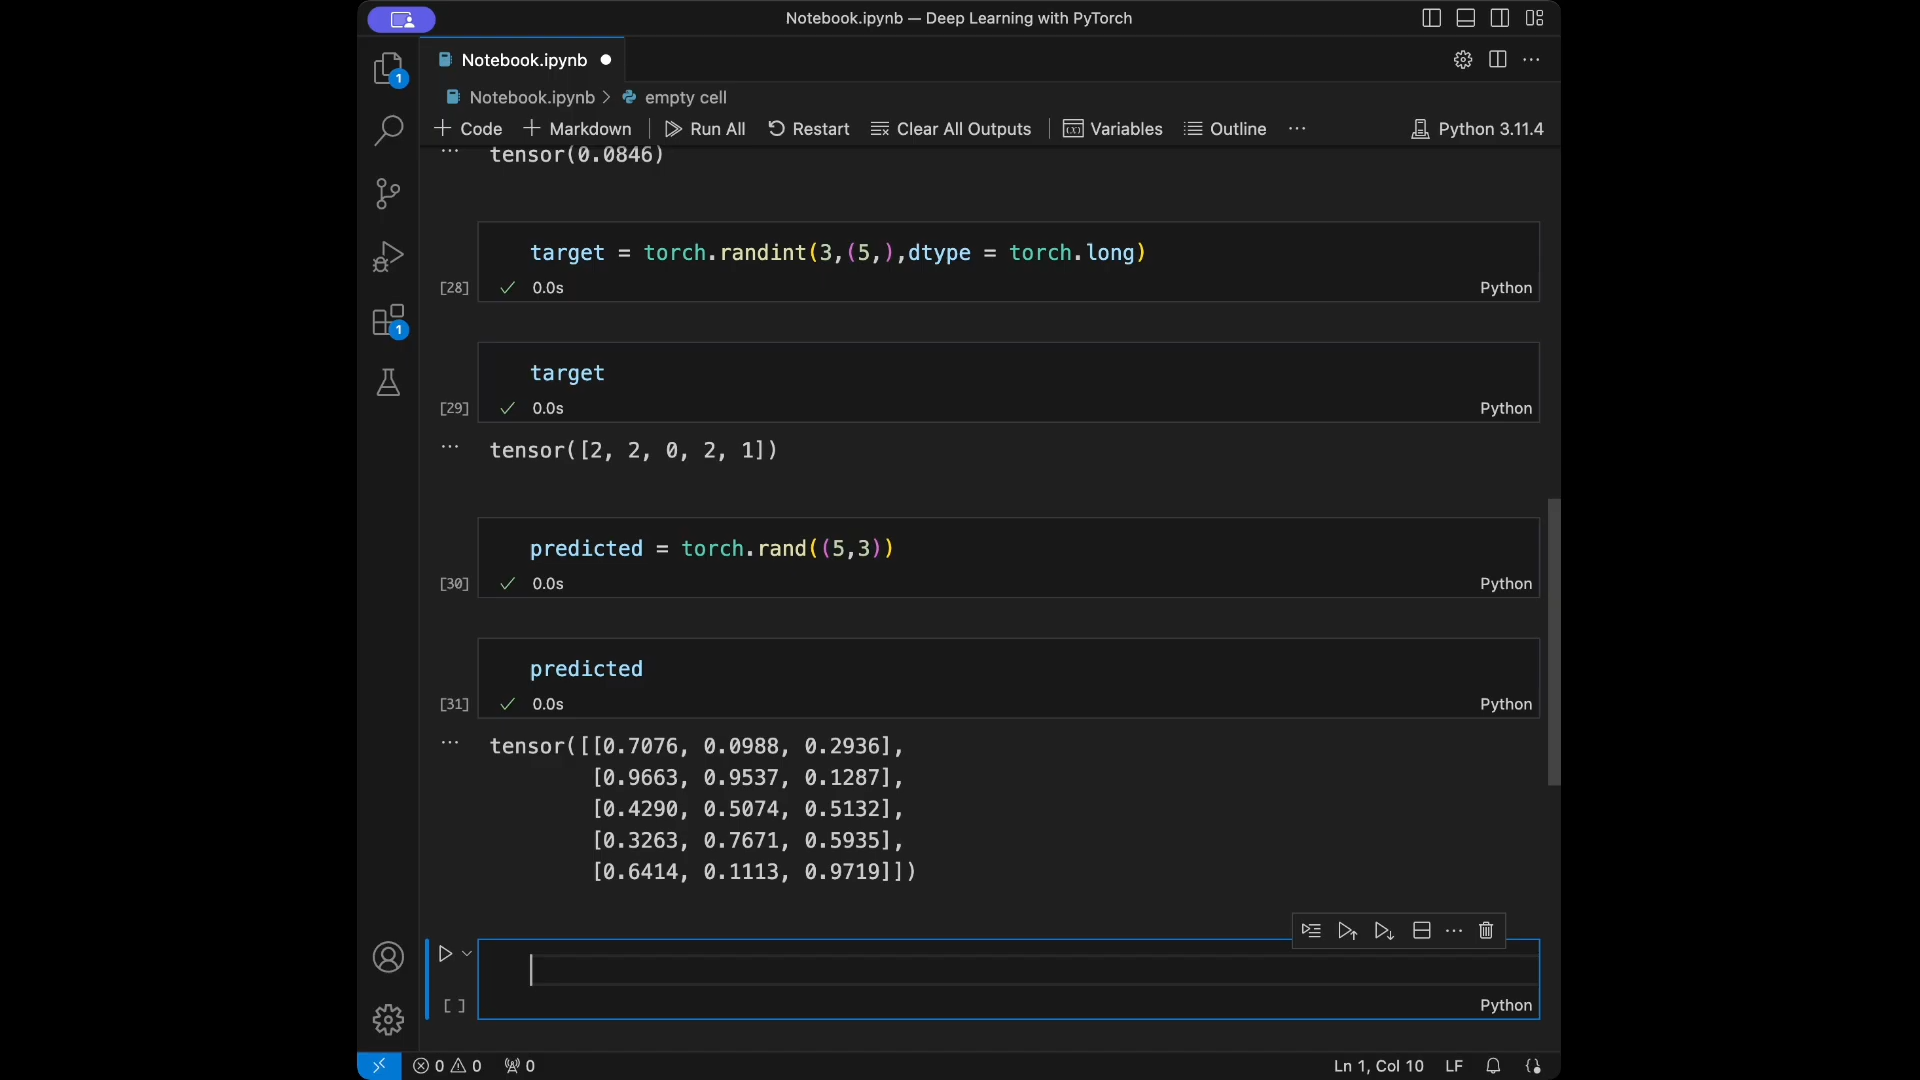 Notebook.ipynb — Deep Learning with PyTorch
1
Notebook.ipynb
Notebook.ipynb > empty cell
+ Code + Markdown Run All Restart Clear All Outputs Variables Outline ... Python 3.11.4
... tensor(0.0846)
target = torch.randint(3,(5,),dtype = torch.long)
[28] ✓ 0.0s Python
1
target
[29] ✓ 0.0s Python
... tensor([2, 2, 0, 2, 1])
predicted = torch.rand((5,3))
[30] ✓ 0.0s Python
predicted
[31] ✓ 0.0s Python
... tensor([[0.7076, 0.0988, 0.2936],
[0.9663, 0.9537, 0.1287],
[0.4290, 0.5074, 0.5132],
[0.3263, 0.7671, 0.5935],
[0.6414, 0.1113, 0.9719]])
[ ] Python
0 0 0 Ln 1, Col 10 LF